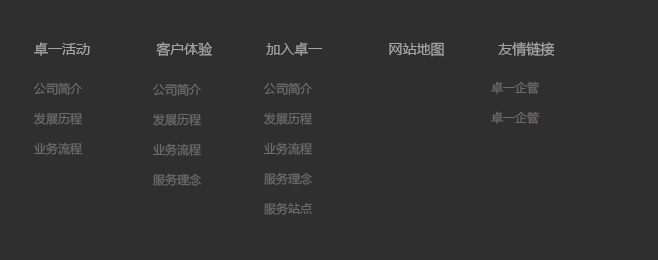 卓一活动 客户体验 加入卓一 网站地图 友情链接
公司简介 公司简介 公司简介 卓一企管
发展历程 发展历程 发展历程 卓一企管
业务流程 业务流程 业务流程
服务理念 服务理念
服务站点